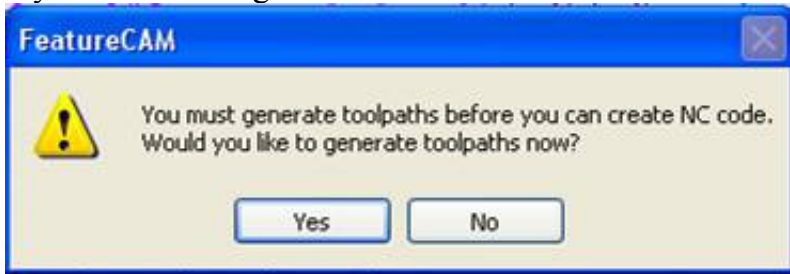 FeatureCAM
You must generate toolpaths before you can create NC code.
Would you like to generate toolpaths now?
Yes No